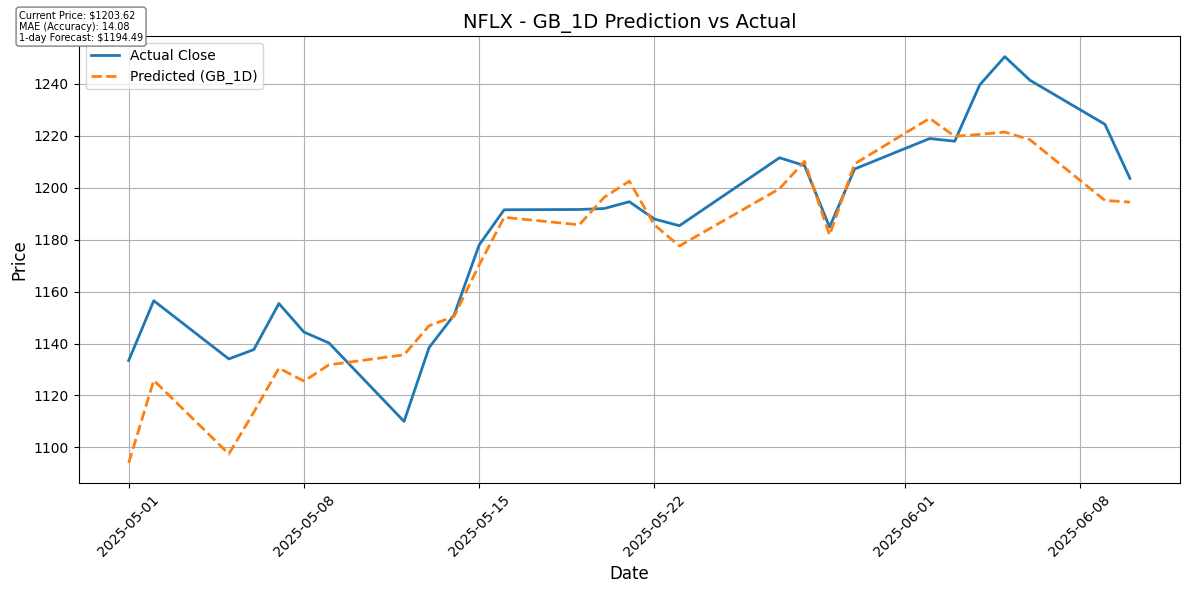 NFLX - GB_1D Prediction vs Actual
Current Price: $1203.62
MAE (Accuracy): 14.08
1-day Forecast: $1194.49
Actual Close
Predicted (GB_1D)
Price
1240
1220
1200
1180
1160
1140
1120
1100
2025-05-01
2025-05-08
2025-05-15
2025-05-22
2025-06-01
2025-06-08
Date